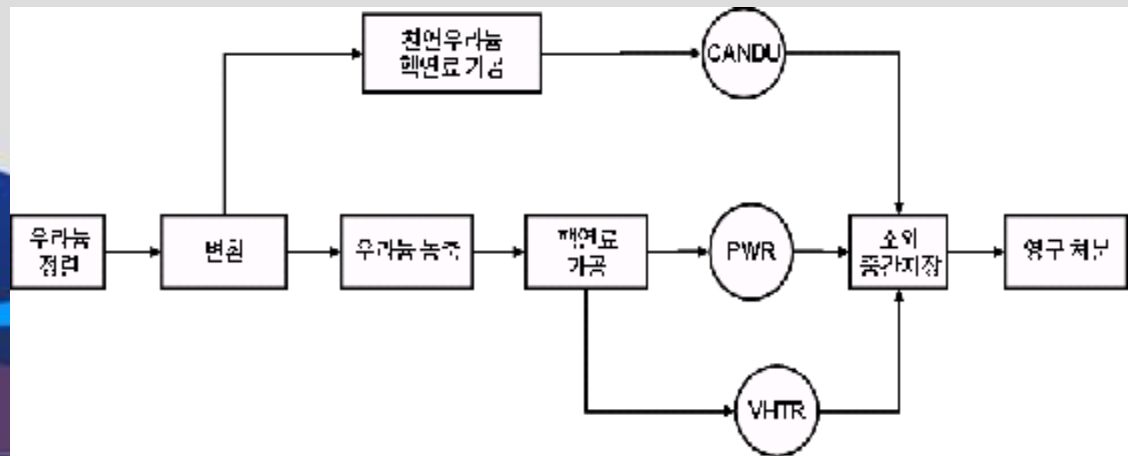 천연우라늄
핵연료 가공
CANDU
우라늄
정련
변환
우라늄 농축
핵연료
가공
PWR
소외
중간저장
영구 처분
VHTR